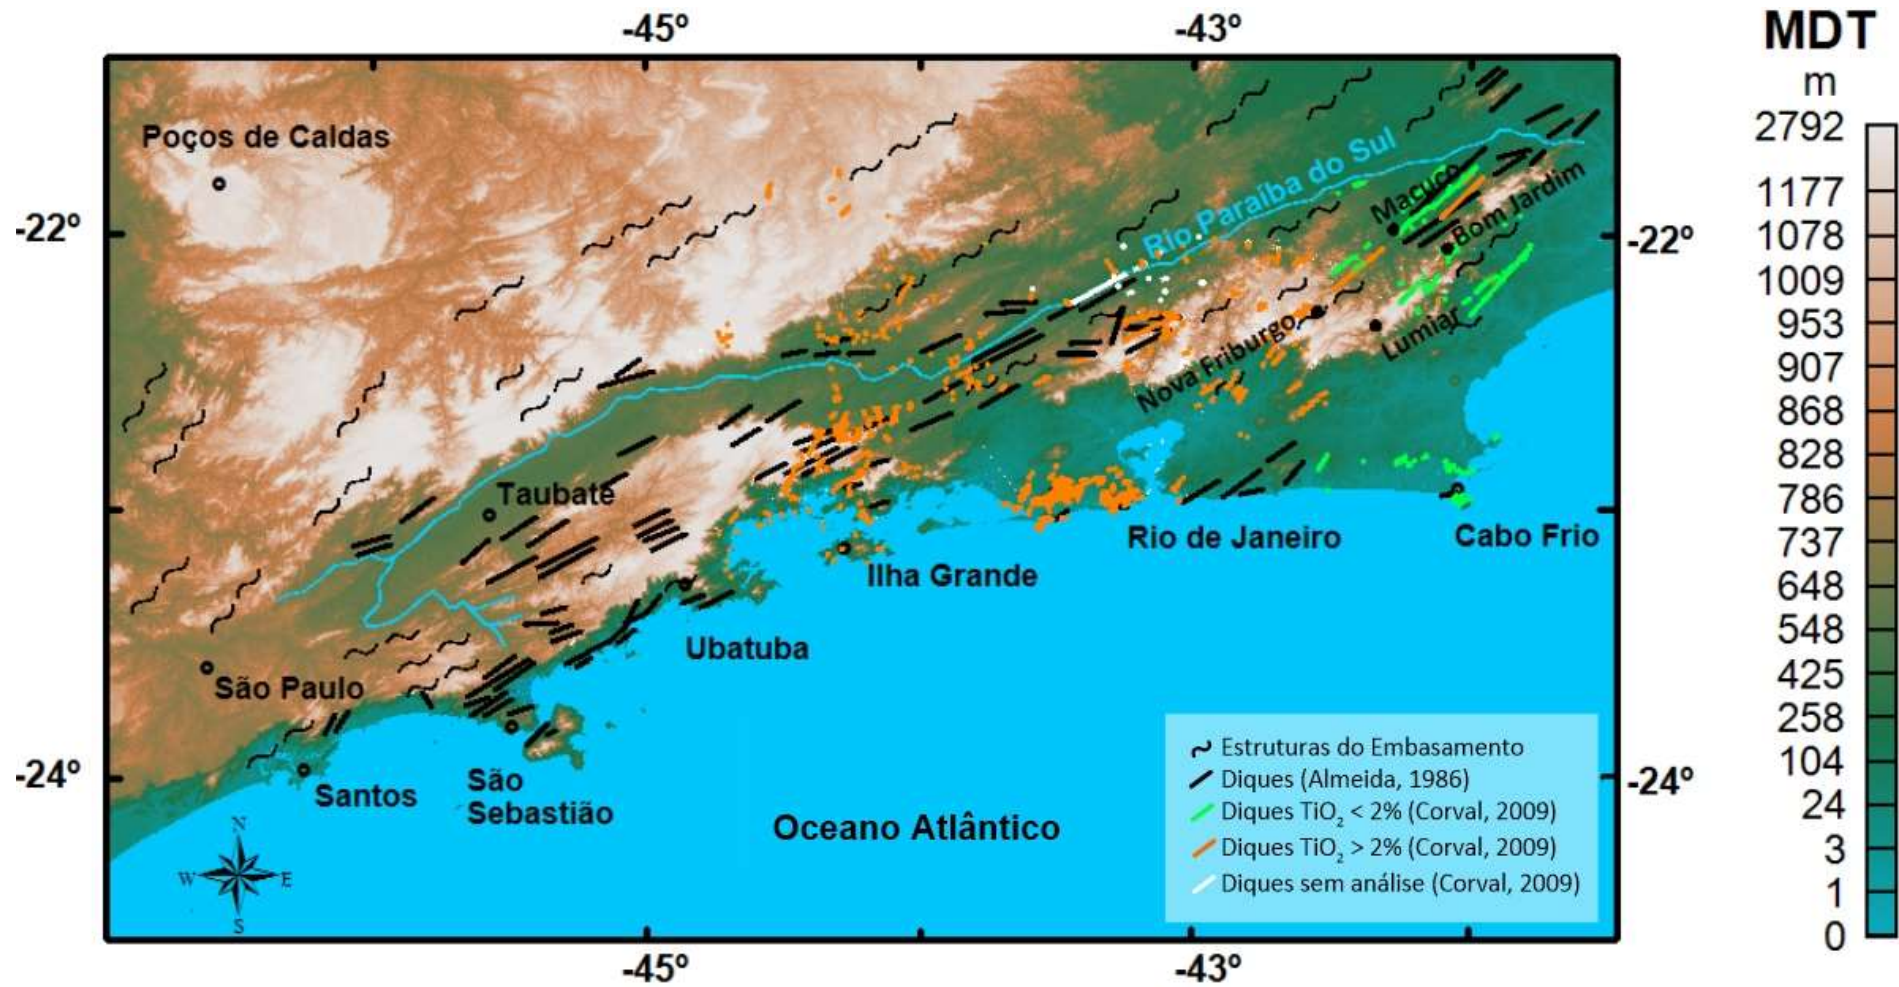 -45º
-43º
MDT
m
Poços de Caldas
2792
1177
1078
1009
953
907
868
828
786
737
648
548
425
258
104
24
3
1
0
-22º
-22º
Rio Paraíba do Sul
Macuco
Bom Jardim
Nova Friburgo
Lumiar
Taubaté
Rio de Janeiro
Cabo Frio
Ilha Grande
Ubatuba
São Paulo
Santos
São
Sebastião
-24º
-24º
Oceano Atlântico
Estruturas do Embasamento
Diques (Almeida, 1986)
Diques TiO₂ < 2% (Corval, 2009)
Diques TiO₂ > 2% (Corval, 2009)
Diques sem análise (Corval, 2009)
N
W
E
S
-45º
-43º